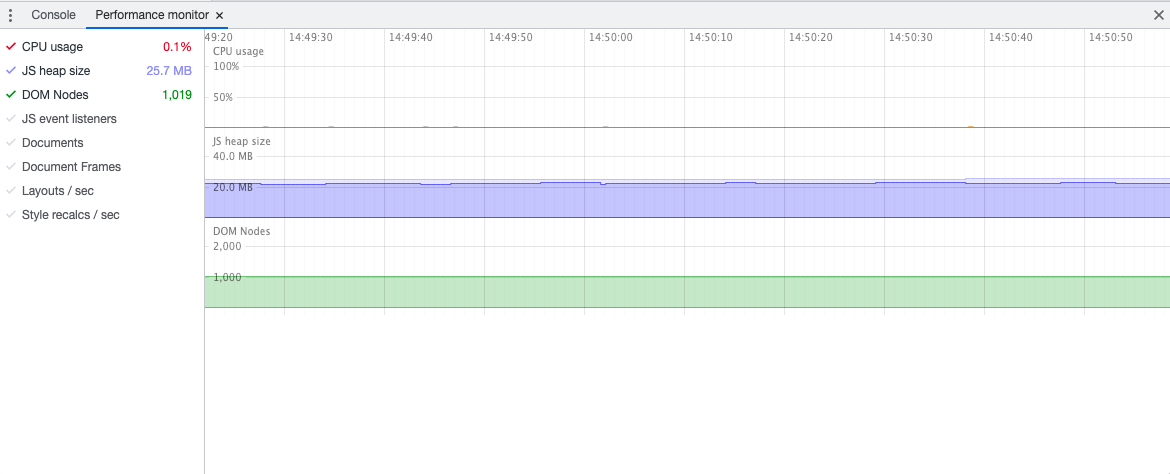 Console
Performance monitor
CPU usage 0.1%
JS heap size 25.7 MB
DOM Nodes 1,019
JS event listeners
Documents
Document Frames
Layouts / sec
Style recalcs / sec
49:20 14:49:30 14:49:40 14:49:50 14:50:00 14:50:10 14:50:20 14:50:30 14:50:40 14:50:50
CPU usage
100%
50%
JS heap size
40.0 MB
20.0 MB
DOM Nodes
2,000
1,000